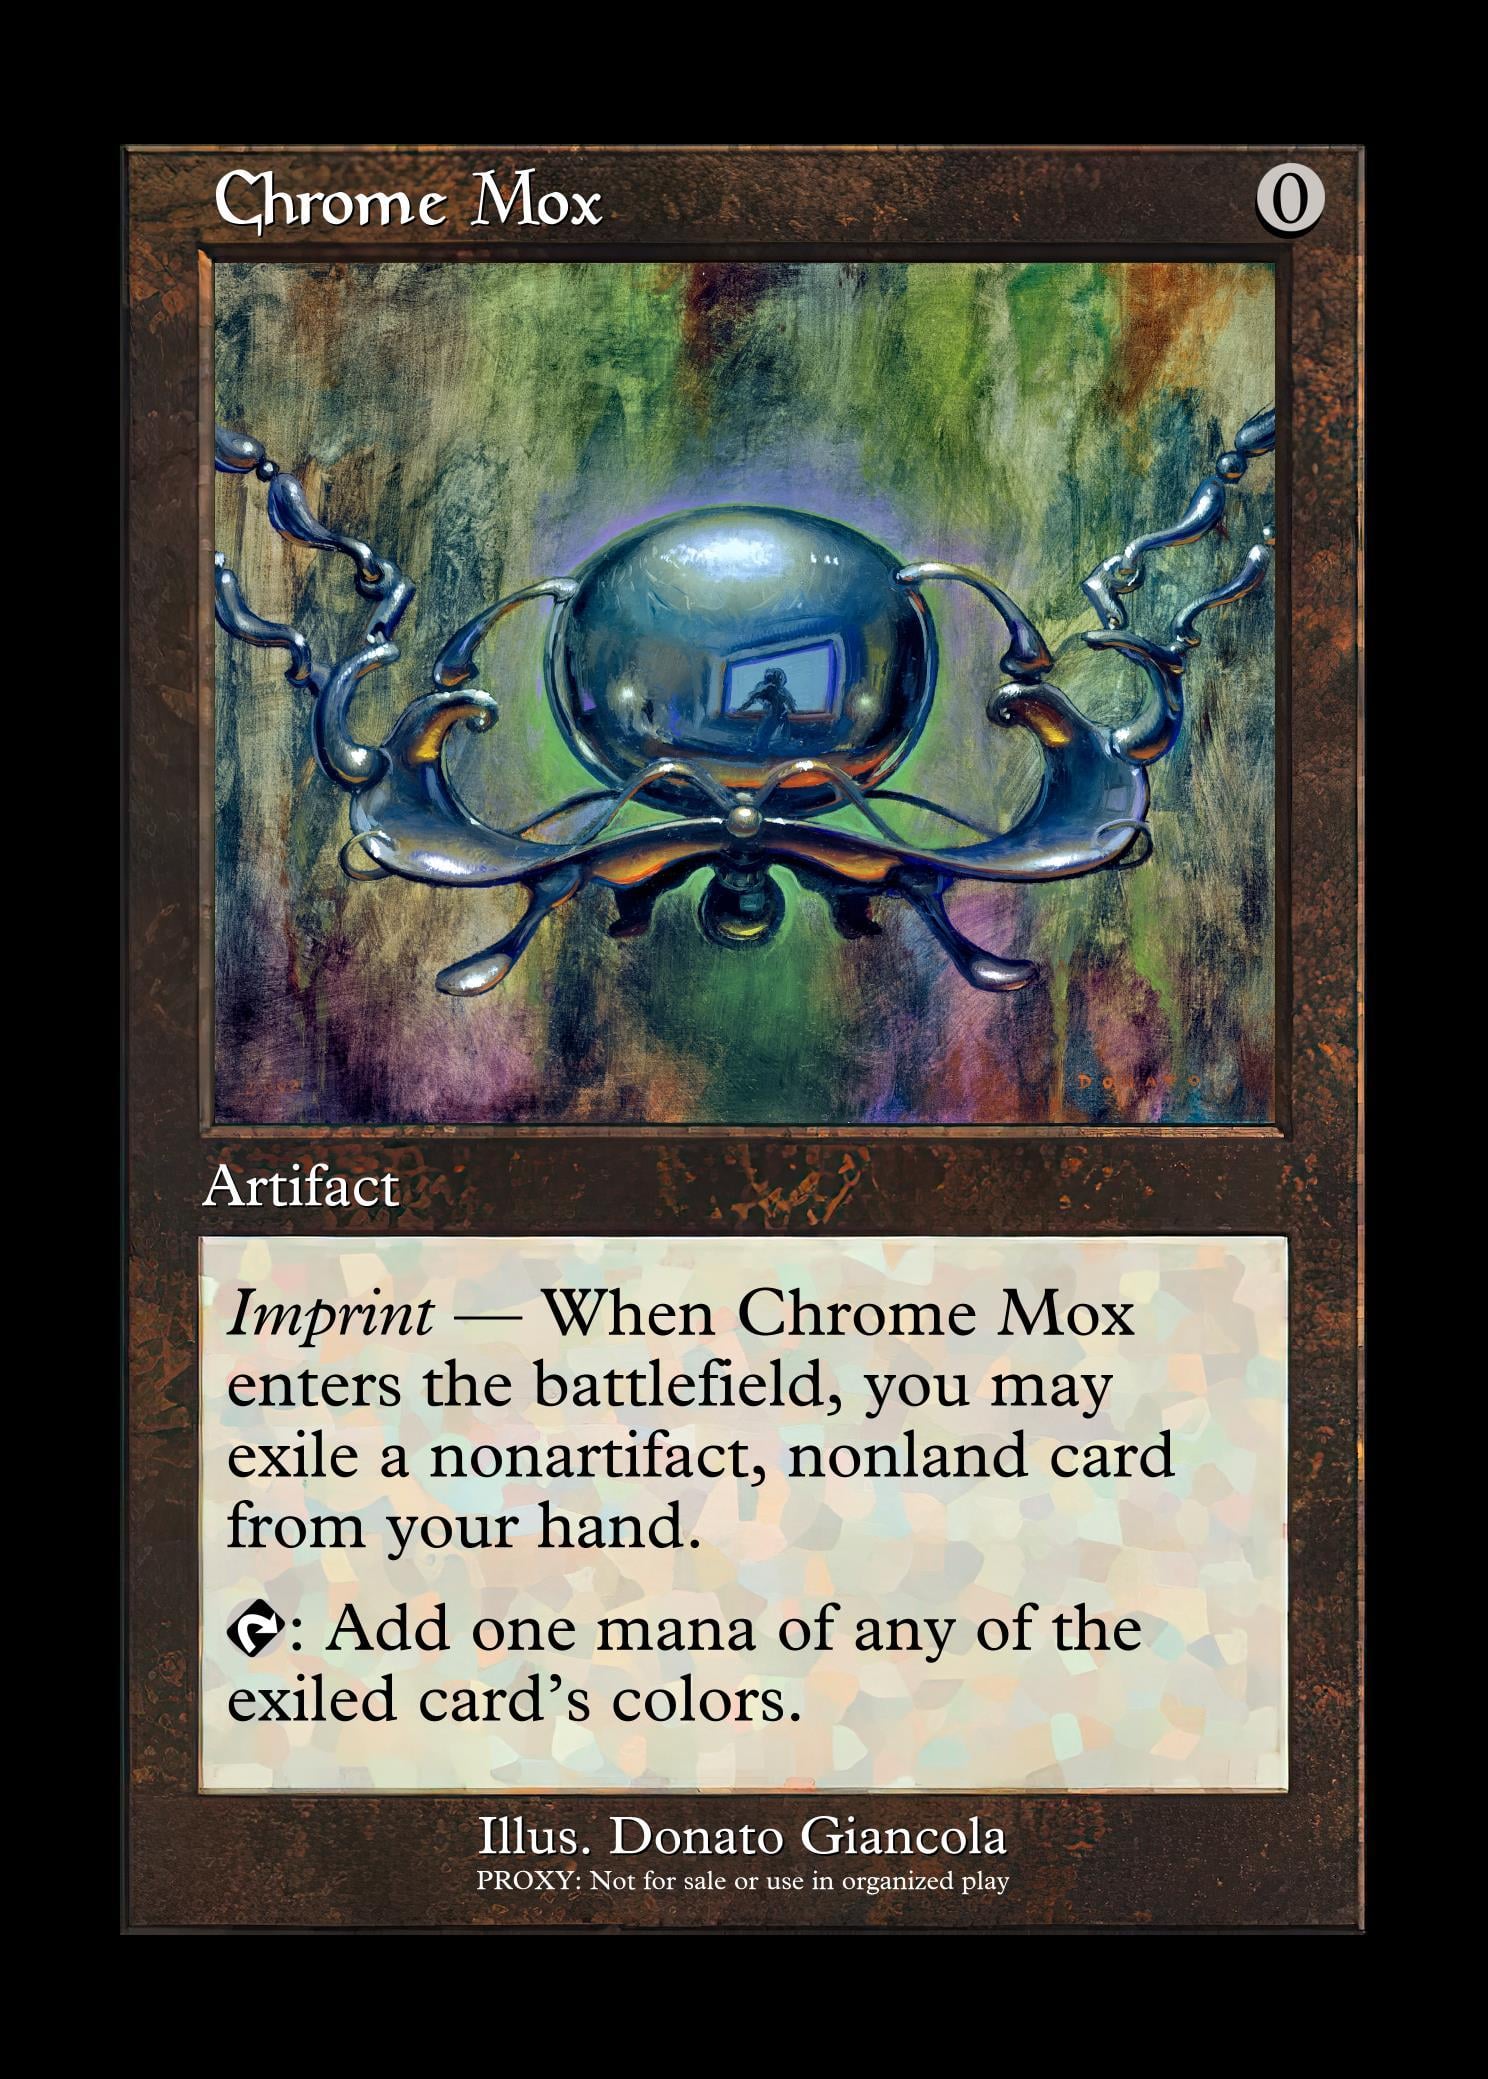 Chrome Mox
0
DONATO
Artifact
Imprint — When Chrome Mox
enters the battlefield, you may
exile a nonartifact, nonland card
from your hand.
: Add one mana of any of the
exiled card’s colors.
Illus. Donato Giancola
PROXY: Not for sale or use in organized play